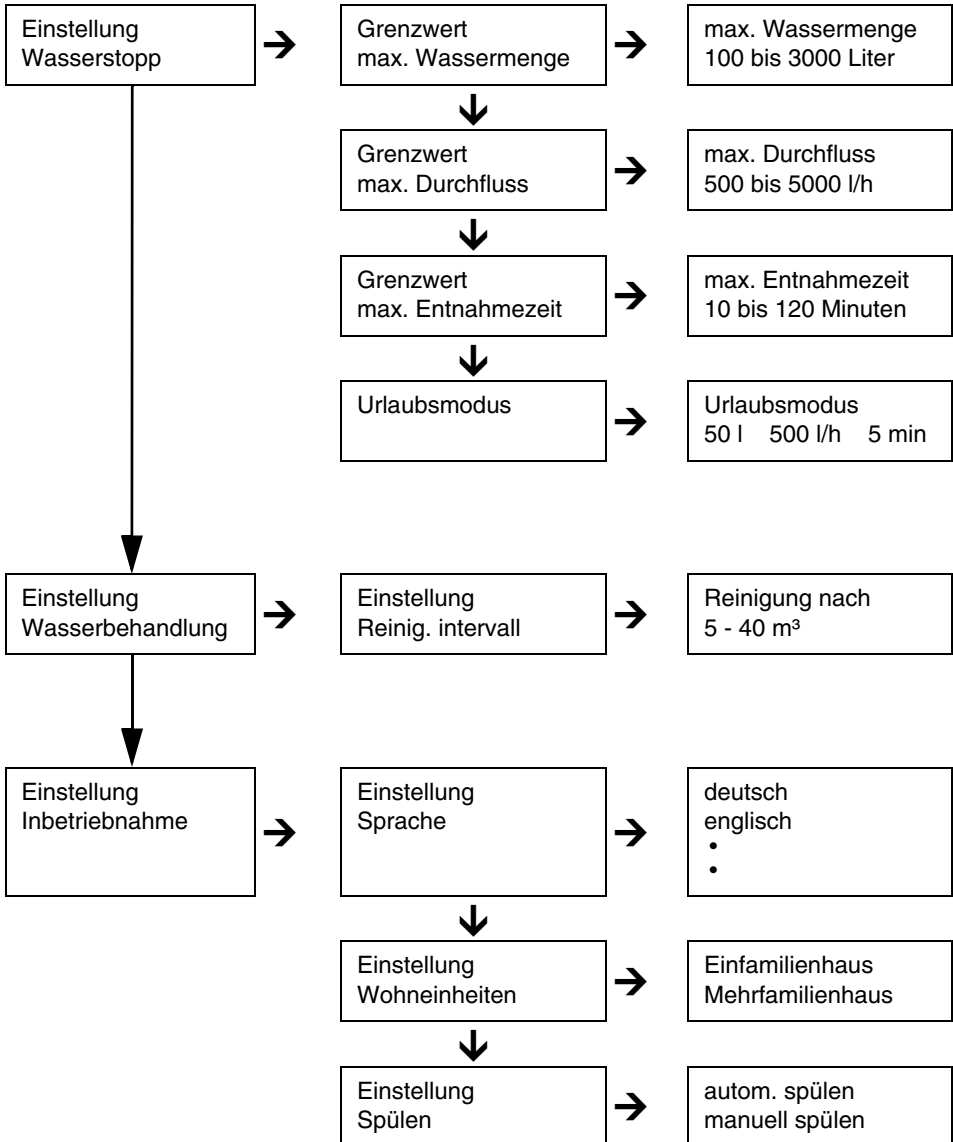 Einstellung
Wasserstopp
Grenzwert
max. Wassermenge
max. Wassermenge
100 bis 3000 Liter
Grenzwert
max. Durchfluss
max. Durchfluss
500 bis 5000 l/h
Grenzwert
max. Entnahmezeit
max. Entnahmezeit
10 bis 120 Minuten
Urlaubsmodus
Urlaubsmodus
50 l 500 l/h 5 min
Einstellung
Wasserbehandlung
Einstellung
Reinig. intervall
Reinigung nach
5 - 40 m³
Einstellung
Inbetriebnahme
Einstellung
Sprache
deutsch
englisch
•
•
Einstellung
Wohneinheiten
Einfamilienhaus
Mehrfamilienhaus
Einstellung
Spülen
autom. spülen
manuell spülen